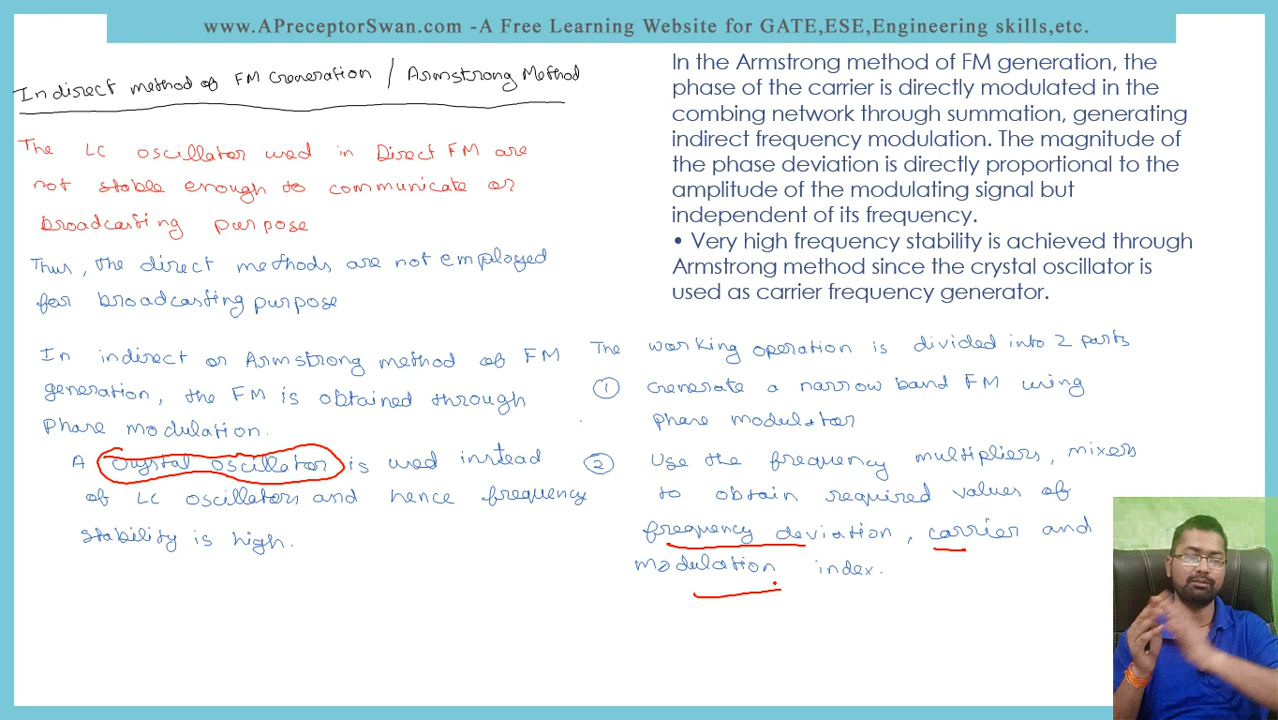 www.APreceptorSwan.com -A Free Learning Website for GATE,ESE,Engineering skills,etc.
Indirect method of FM Generation / Armstrong Method
The LC oscillator used in Direct FM are
not stable enough to communicate or
broadcasting purpose
Thus, the direct methods are not employed
for broadcasting purpose
In indirect or Armstrong method of FM
generation, the FM is obtained through
Phase modulation.
A crystal oscillator is used instead
of LC oscillators and hence frequency
stability is high.
In the Armstrong method of FM generation, the
phase of the carrier is directly modulated in the
combing network through summation, generating
indirect frequency modulation. The magnitude of
the phase deviation is directly proportional to the
amplitude of the modulating signal but
independent of its frequency.
• Very high frequency stability is achieved through
Armstrong method since the crystal oscillator is
used as carrier frequency generator.
The working operation is divided into 2 parts
① Generate a narrow band FM using
phase modulator
② Use the frequency multipliers, mixers
to obtain required values of
frequency deviation, carrier and
modulation index.